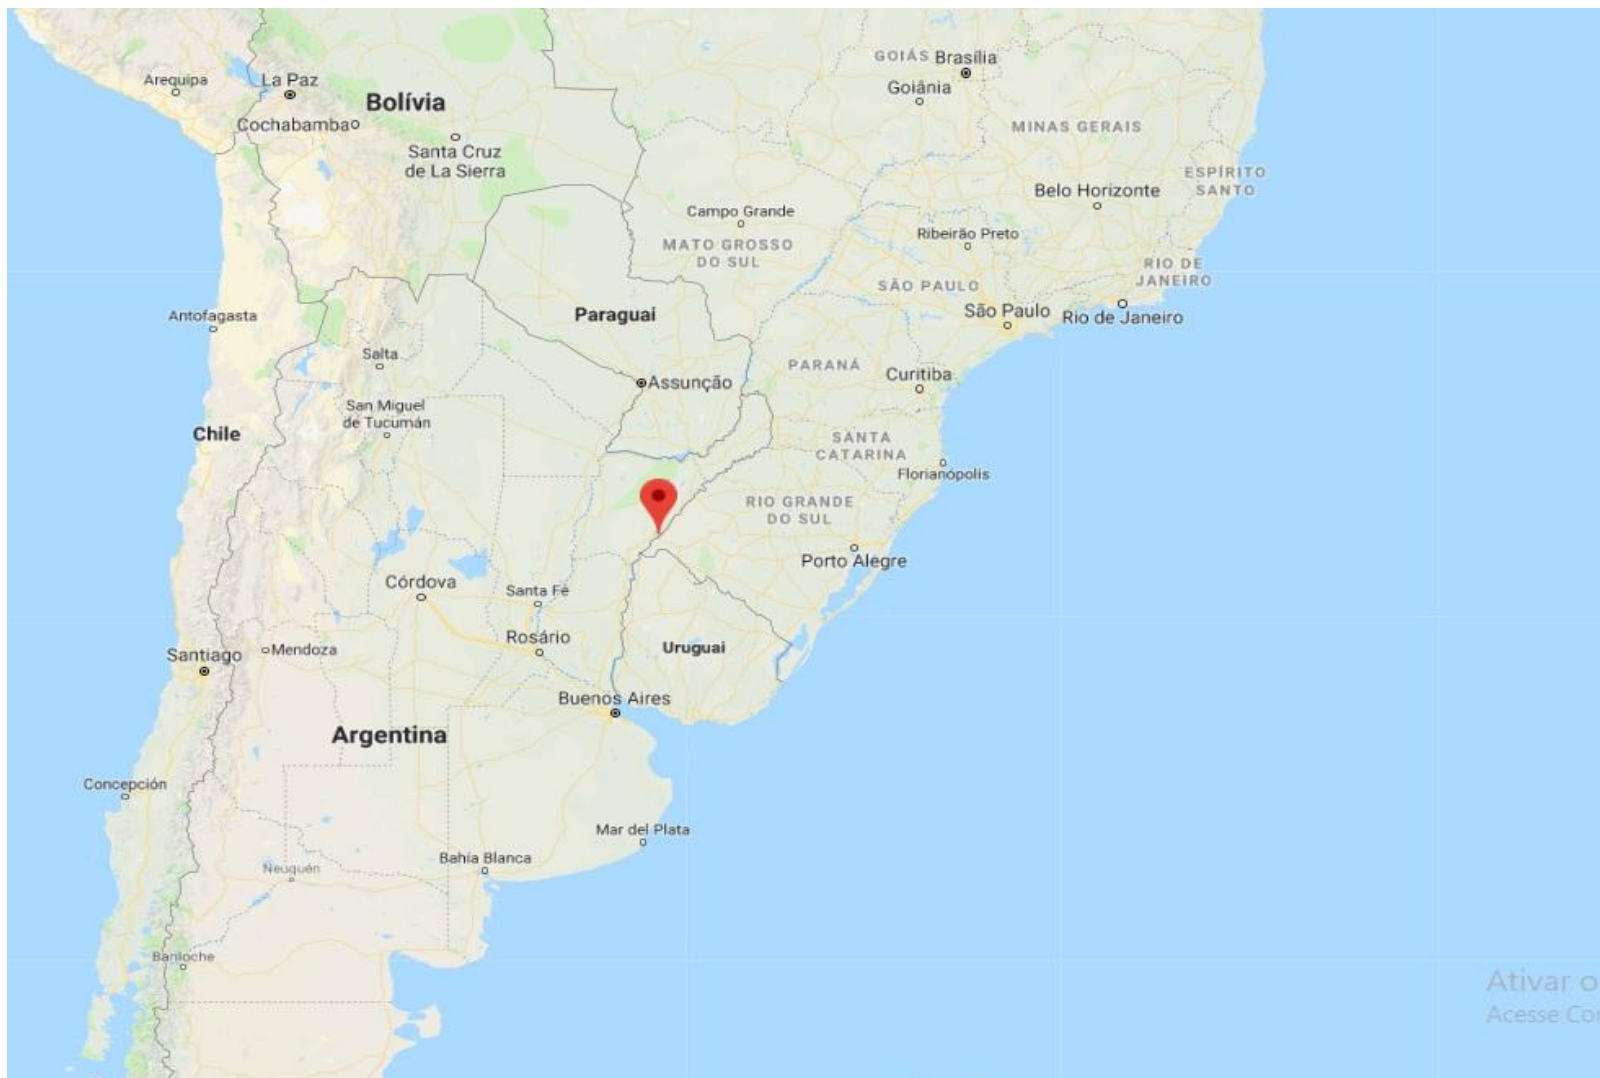 GOIÁS
Brasília
Goiânia
Arequipa
La Paz
Bolívia
Cochabamba
MINAS GERAIS
Santa Cruz
de La Sierra
ESPÍRITO
SANTO
Belo Horizonte
Campo Grande
Ribeirão Preto
MATO GROSSO
DO SUL
RIO DE
JANEIRO
SÃO PAULO
Antofagasta
Paraguai
São Paulo
Rio de Janeiro
Salta
PARANÁ
Curitiba
Assunção
San Miguel
de Tucumán
Chile
SANTA
CATARINA
Florianópolis
RIO GRANDE
DO SUL
Porto Alegre
Córdova
Santa Fé
Rosário
Mendoza
Santiago
Uruguai
Buenos Aires
Argentina
Concepción
Mar del Plata
Bahía Blanca
Neuquén
Bariloche
Ativar o
Acesse Con